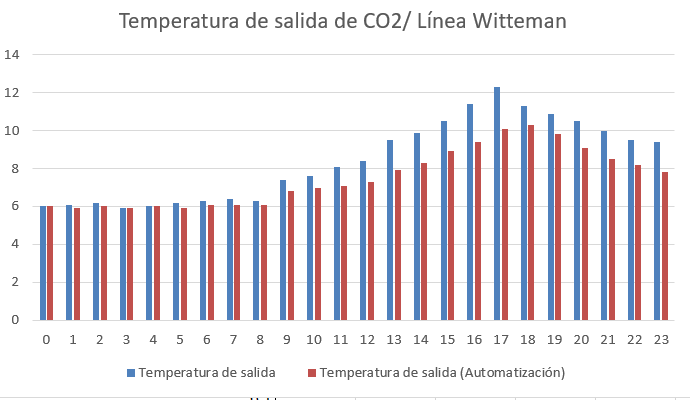 Temperatura de salida de CO2/ Línea Witteman
14
12
10
8
6
4
2
0
0 1 2 3 4 5 6 7 8 9 10 11 12 13 14 15 16 17 18 19 20 21 22 23
Temperatura de salida Temperatura de salida (Automatización)